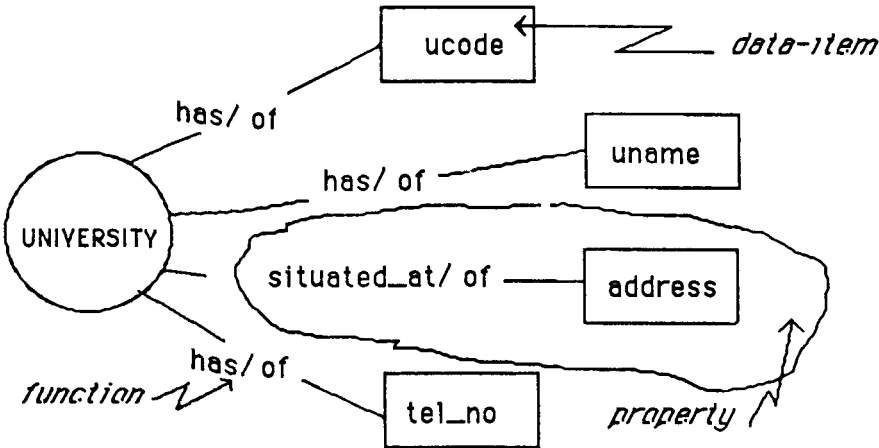 ucode
data-item
has/ of
uname
has/ of
UNIVERSITY
situated_at/ of
address
has/ of
function
tel_no
property